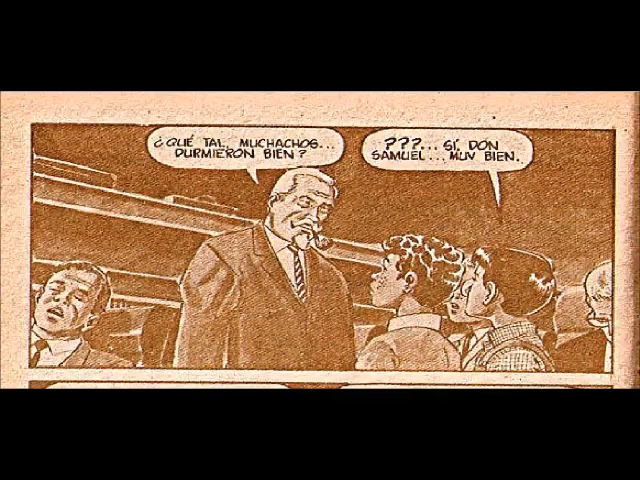 ¿QUÉ TAL, MUCHACHOS...
DURMIERON BIEN?
???... SÍ, DON
SAMUEL... MUY BIEN.